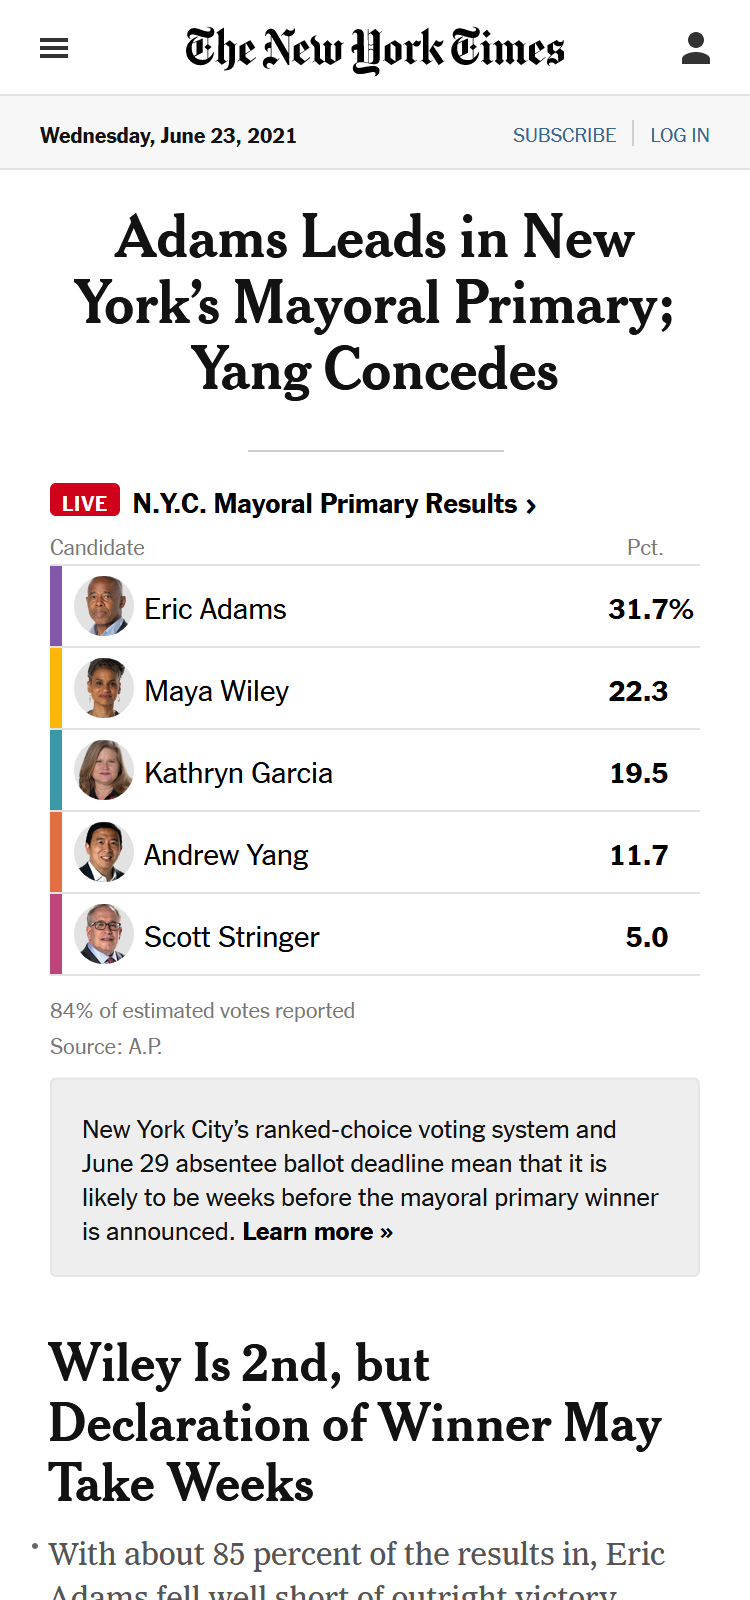 The New York Times
Wednesday, June 23, 2021
SUBSCRIBE
LOG IN
Adams Leads in New
York’s Mayoral Primary;
Yang Concedes
LIVE N.Y.C. Mayoral Primary Results ›
Candidate Pct.
Eric Adams 31.7%
Maya Wiley 22.3
Kathryn Garcia 19.5
Andrew Yang 11.7
Scott Stringer 5.0
84% of estimated votes reported
Source: A.P.
New York City’s ranked-choice voting system and
June 29 absentee ballot deadline mean that it is
likely to be weeks before the mayoral primary winner
is announced. Learn more »
Wiley Is 2nd, but
Declaration of Winner May
Take Weeks
• With about 85 percent of the results in, Eric
Adams fell well short of outright victory